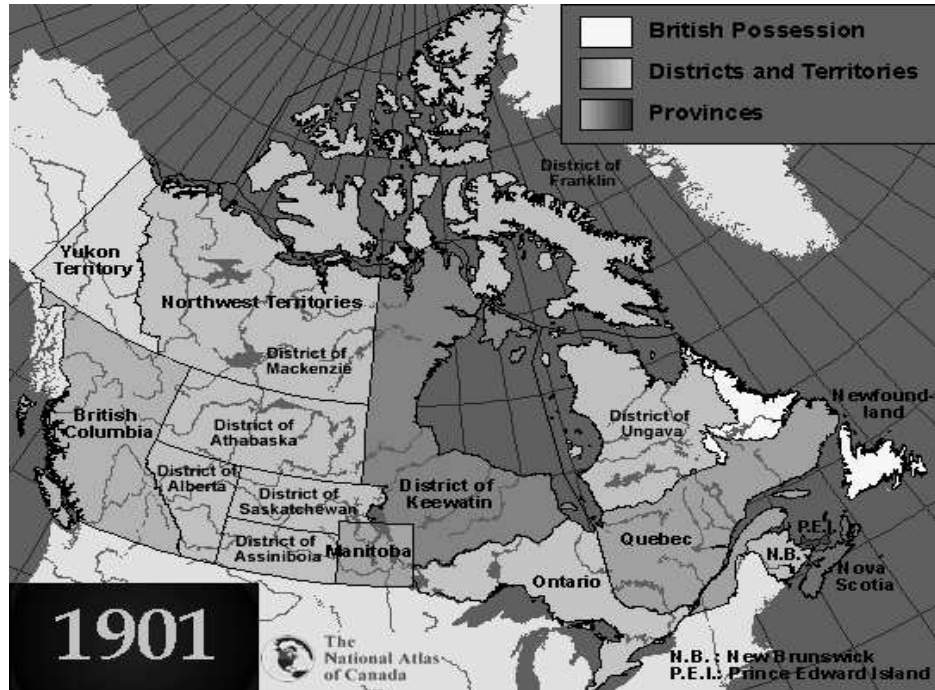 British Possession
Districts and Territories
Provinces
District of
Franklin
Yukon
Territory
Northwest Territories
District of
Mackenzie
Newfound-
land
British
Columbia
District of
Athabaska
District of
Ungava
District of
Alberta
District of
Saskatchewan
District of
Keewatin
District of
Assiniboia
Manitoba
Ontario
Quebec
P.E.I.
N.B.
Nova
Scotia
1901
The
National Atlas
of Canada
N.B.: New Brunswick
P.E.I.: Prince Edward Island